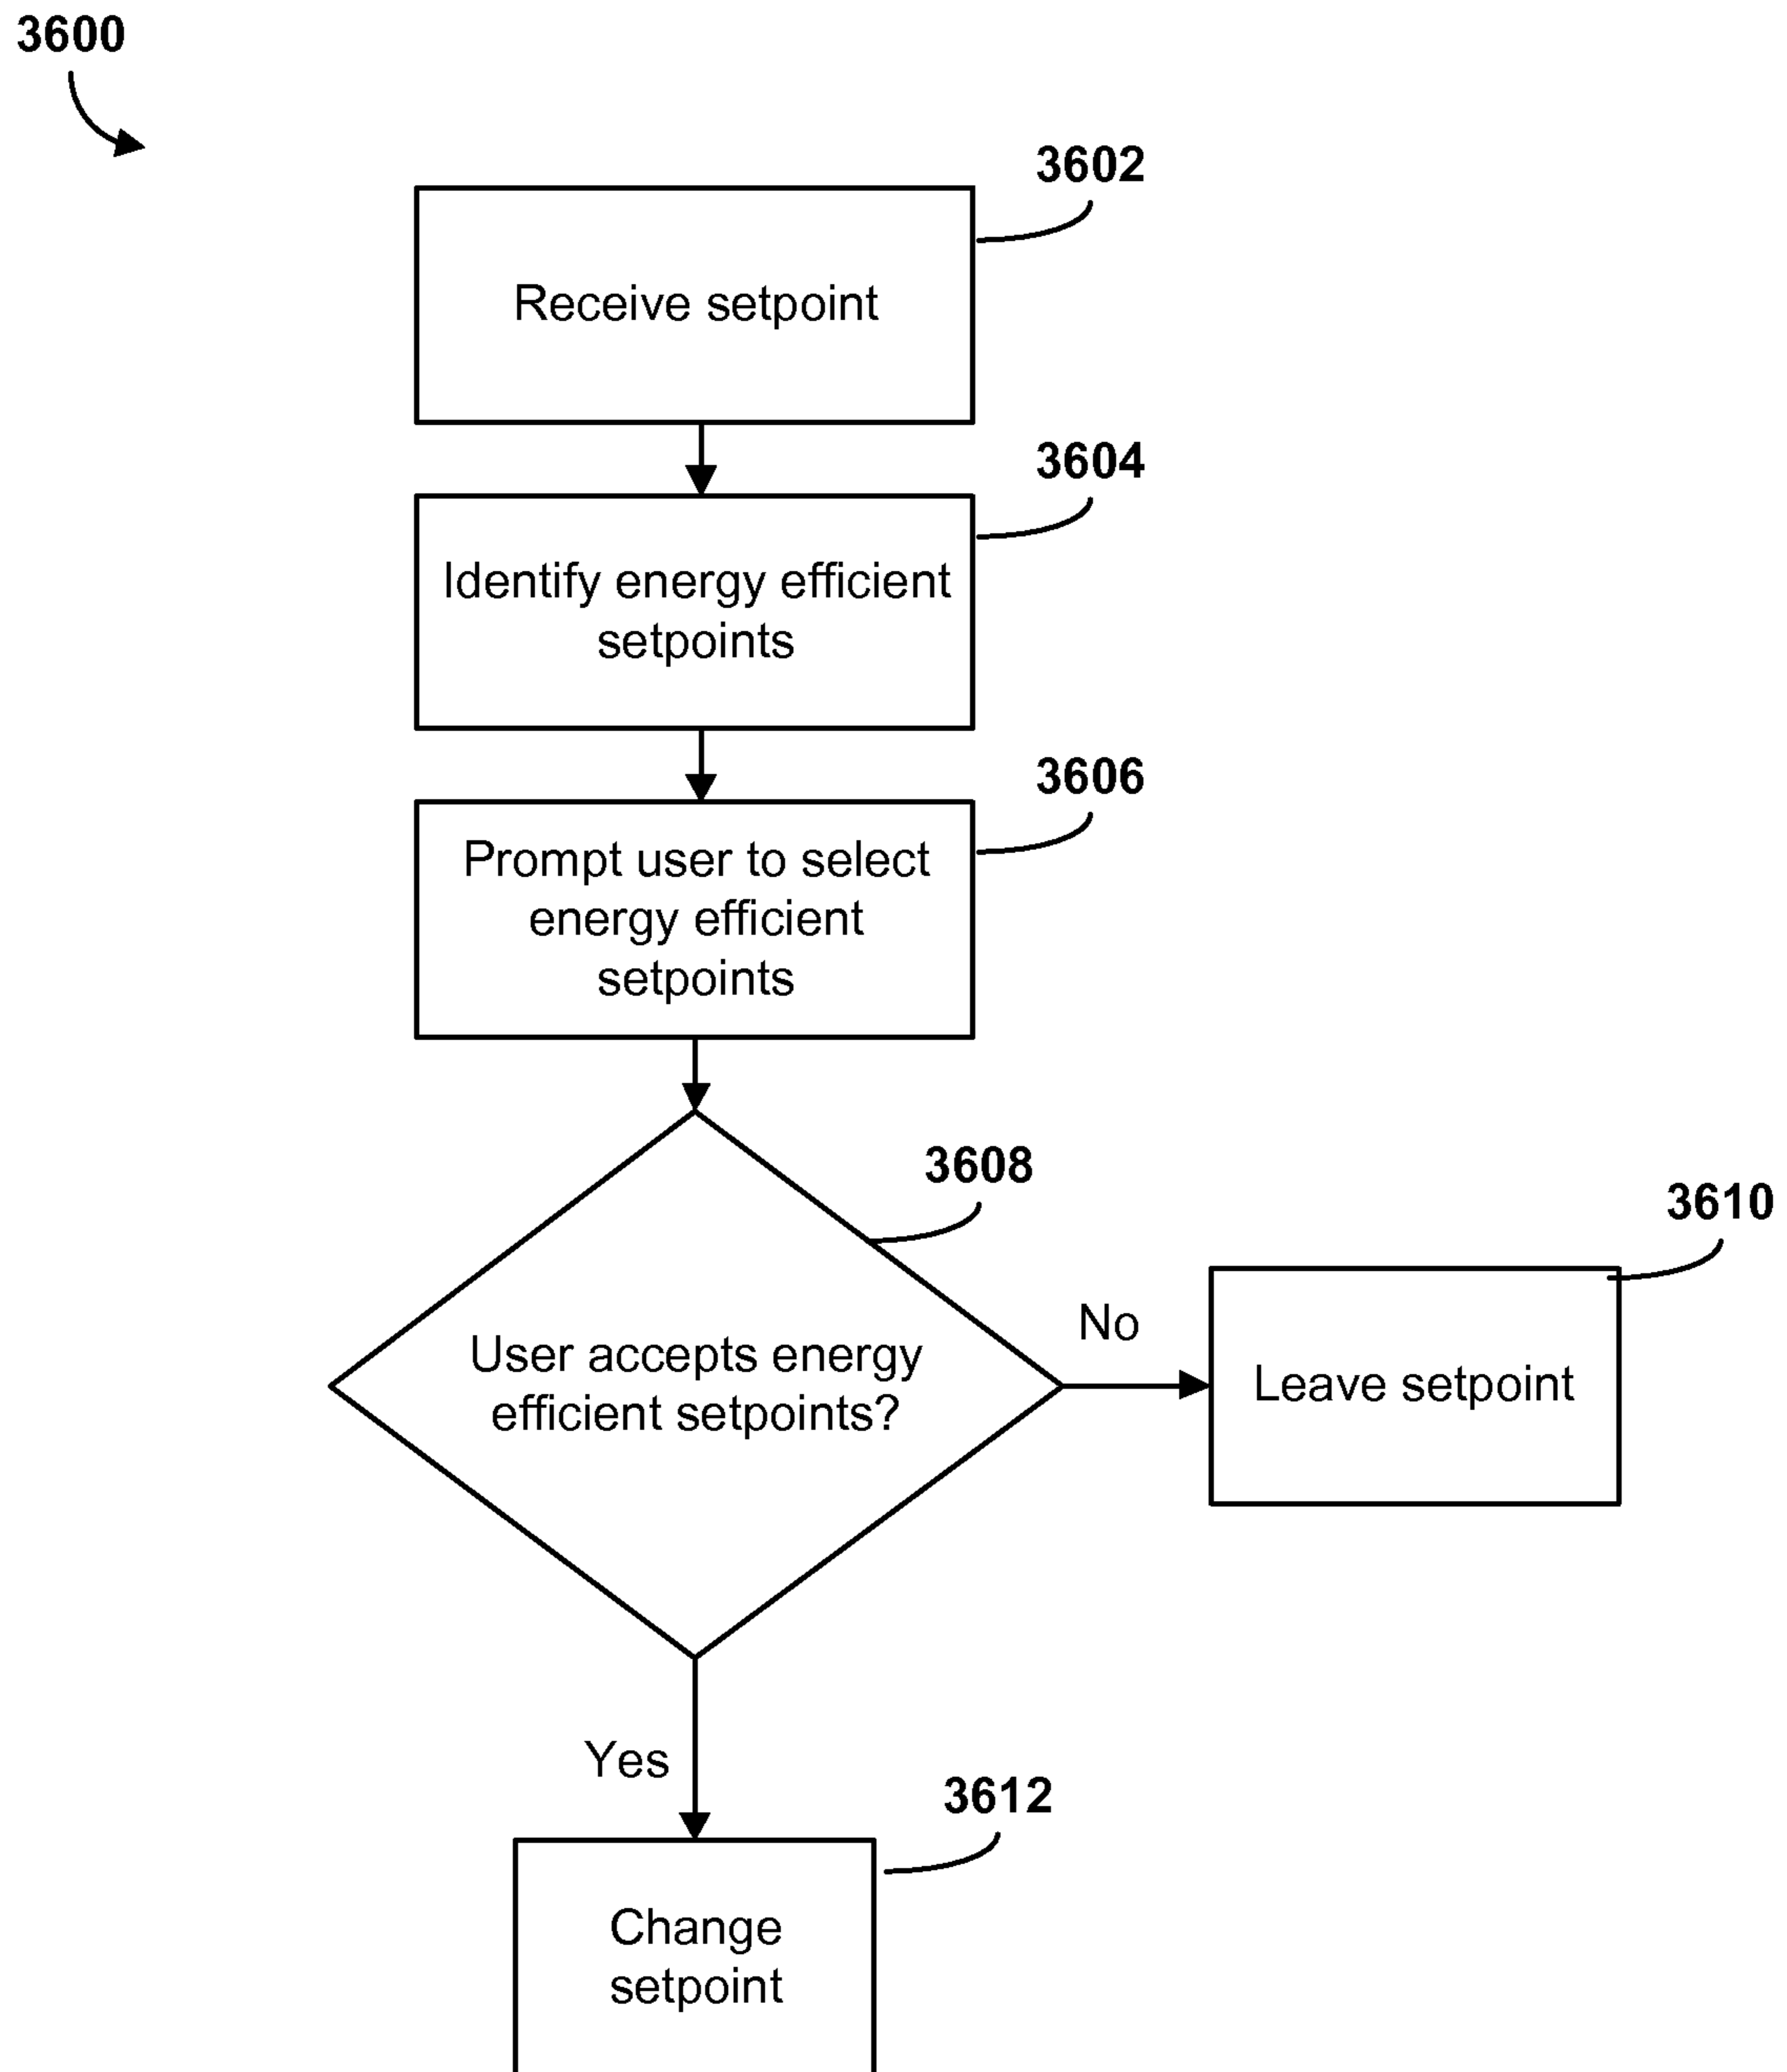 3600
3602
Receive setpoint
3604
Identify energy efficient
setpoints
3606
Prompt user to select
energy efficient
setpoints
3608
3610
No
User accepts energy
efficient setpoints?
Leave setpoint
Yes
3612
Change
setpoint